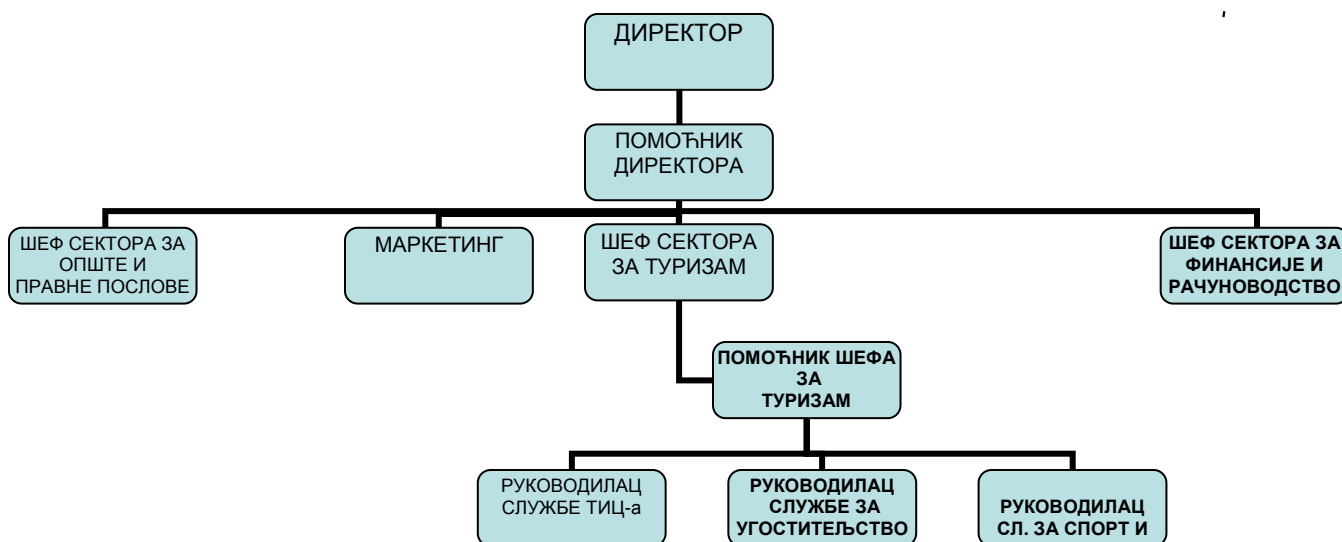 ДИРЕКТОР
ПОМОЋНИК
ДИРЕКТОРА
ШЕФ СЕКТОРА ЗА
ОПШТЕ И
ПРАВНЕ ПОСЛОВЕ
МАРКЕТИНГ
ШЕФ СЕКТОРА
ЗА ТУРИЗАМ
ШЕФ СЕКТОРА ЗА
ФИНАНСИЈЕ И
РАЧУНОВОДСТВО
ПОМОЋНИК ШЕФА
ЗА
ТУРИЗАМ
РУКОВОДИЛАЦ
СЛУЖБЕ ТИЦ-а
РУКОВОДИЛАЦ
СЛУЖБЕ ЗА
УГОСТИТЕЉСТВО
РУКОВОДИЛАЦ
СЛ. ЗА СПОРТ И